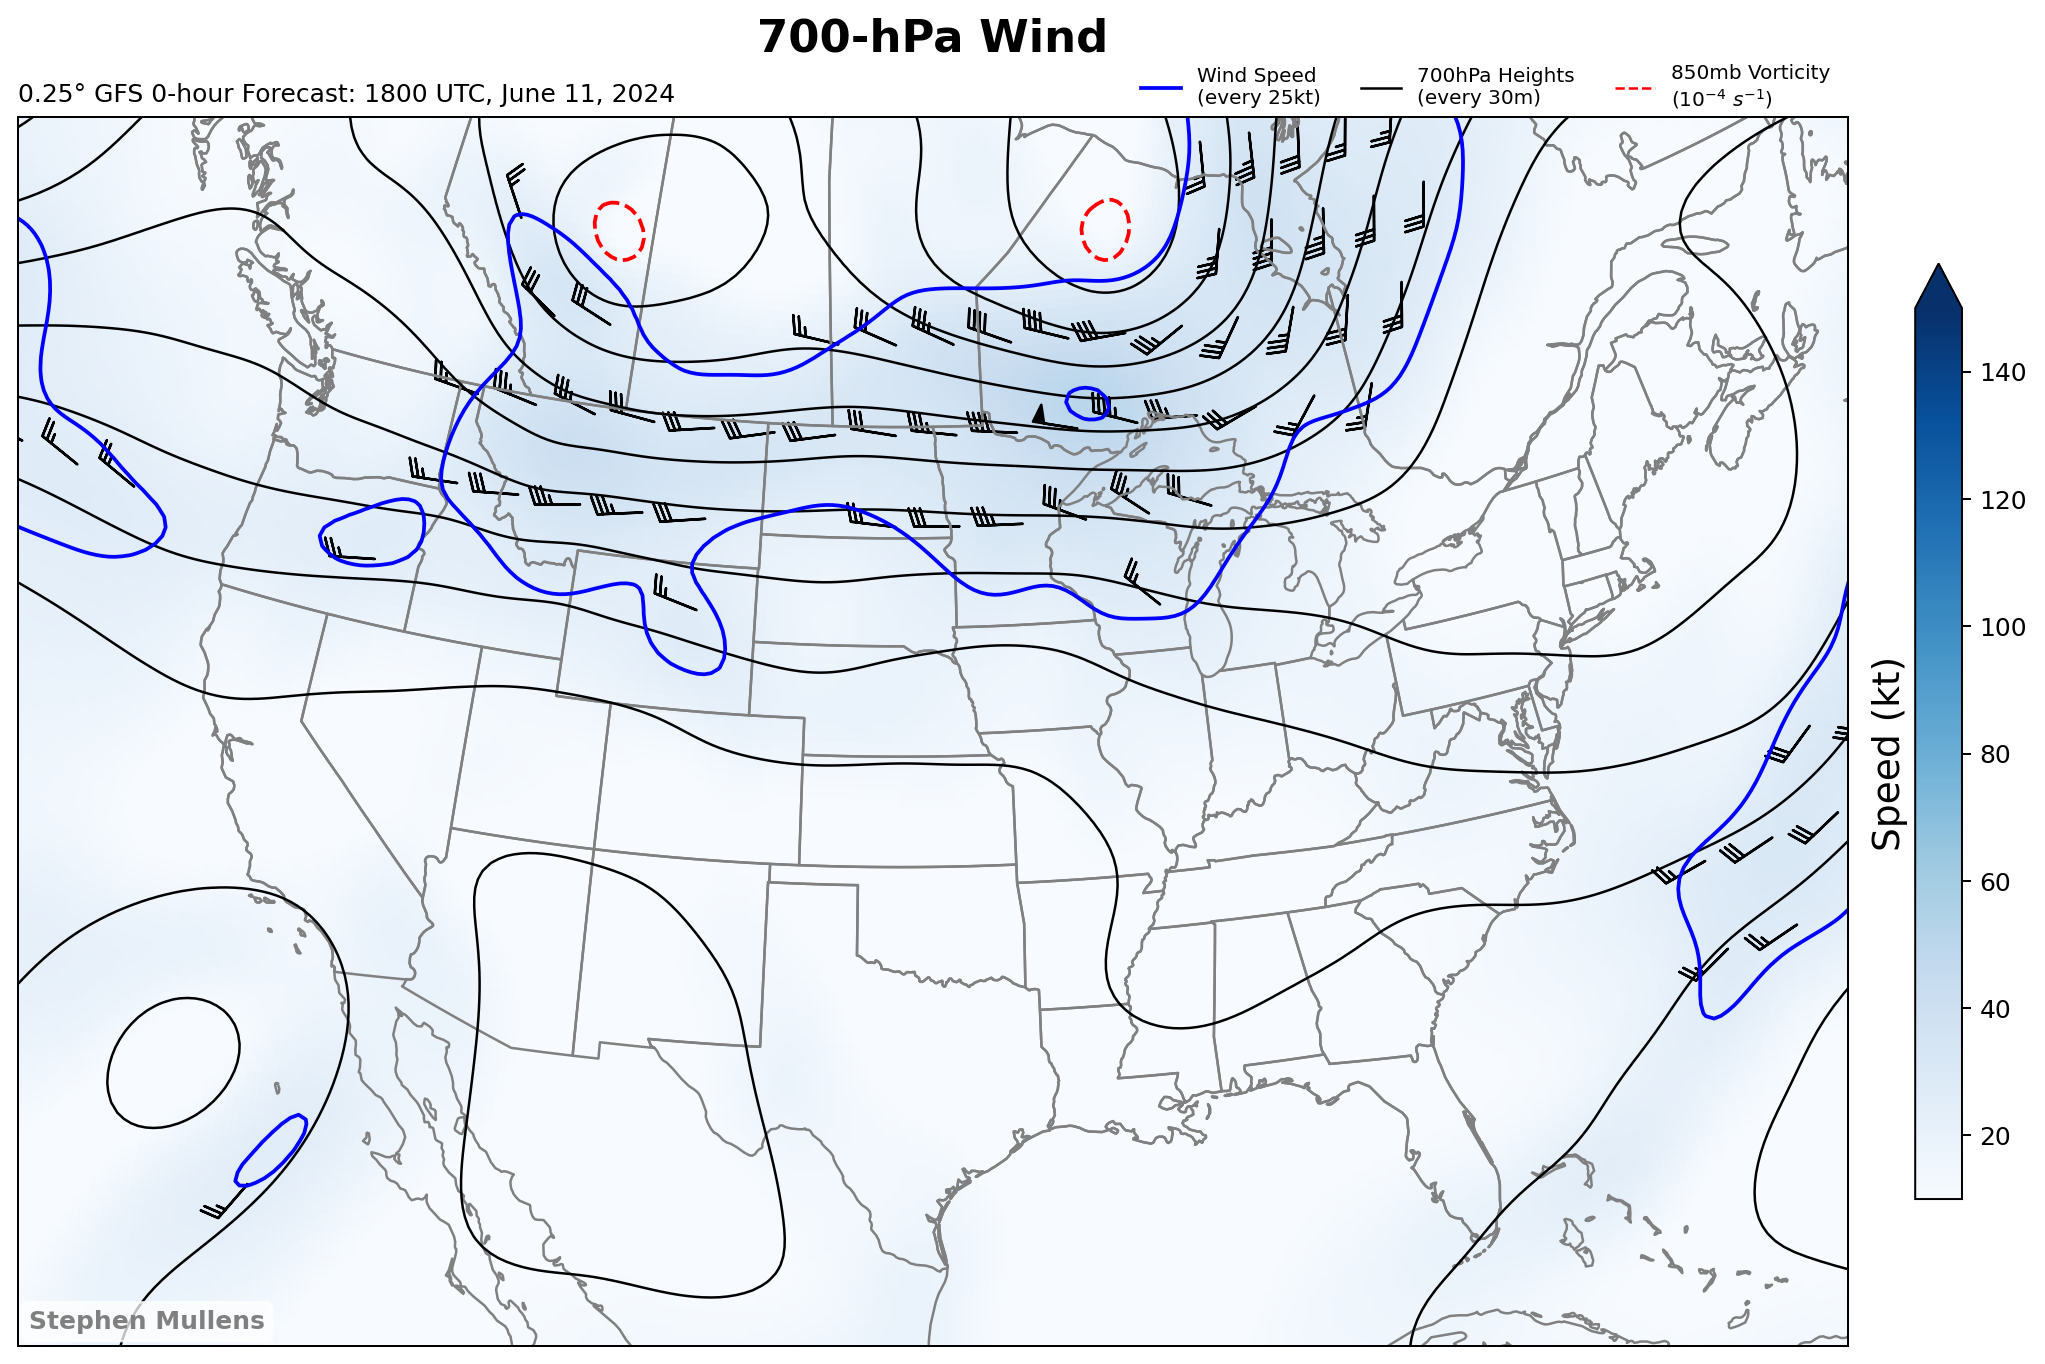 700-hPa Wind
0.25° GFS 0-hour Forecast: 1800 UTC, June 11, 2024
Wind Speed
(every 25kt)
700hPa Heights
(every 30m)
850mb Vorticity
(10⁻⁴ s⁻¹)
140
120
100
80
60
40
20
Speed (kt)
Stephen Mullens